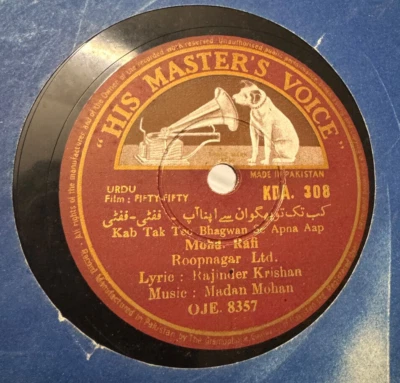 "HIS MASTER'S VOICE"
MADE IN PAKISTAN
URDU
Film : FIFTY-FIFTY
KDA. 308
کب تک تو بھگوان سے اپنا آپ - ففٹی-ففٹی
Kab Tak Too Bhagwan Se Apna Aap
Mohd. Rafi
Roopnagar Ltd.
Lyric : Rajinder Krishan
Music : Madan Mohan
OJE. 8357